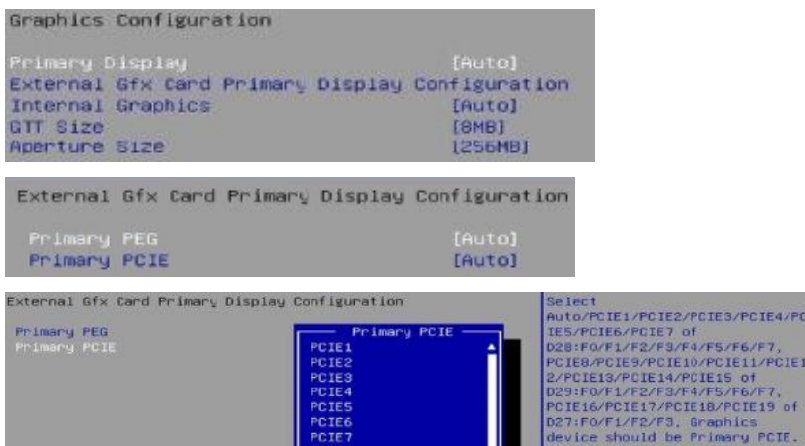 Graphics Configuration
Primary Display [Auto]
External Gfx Card Primary Display Configuration
Internal Graphics [Auto]
GTT Size [8MB]
Aperture Size [256MB]
External Gfx Card Primary Display Configuration
Primary PEG [Auto]
Primary PCIE [Auto]
External Gfx Card Primary Display Configuration
Primary PEG
Primary PCIE
Primary PCIE
PCIE1
PCIE2
PCIE3
PCIE4
PCIE5
PCIE6
PCIE7
Select
Auto/PCIE1/PCIE2/PCIE3/PCIE4/PC
IE5/PCIE6/PCIE7 of
D28:F0/F1/F2/F3/F4/F5/F6/F7,
PCIE8/PCIE9/PCIE10/PCIE11/PCIE1
2/PCIE13/PCIE14/PCIE15 of
D29:F0/F1/F2/F3/F4/F5/F6/F7,
PCIE16/PCIE17/PCIE18/PCIE19 of
D27:F0/F1/F2/F3, Graphics
device should be Primary PCIE.